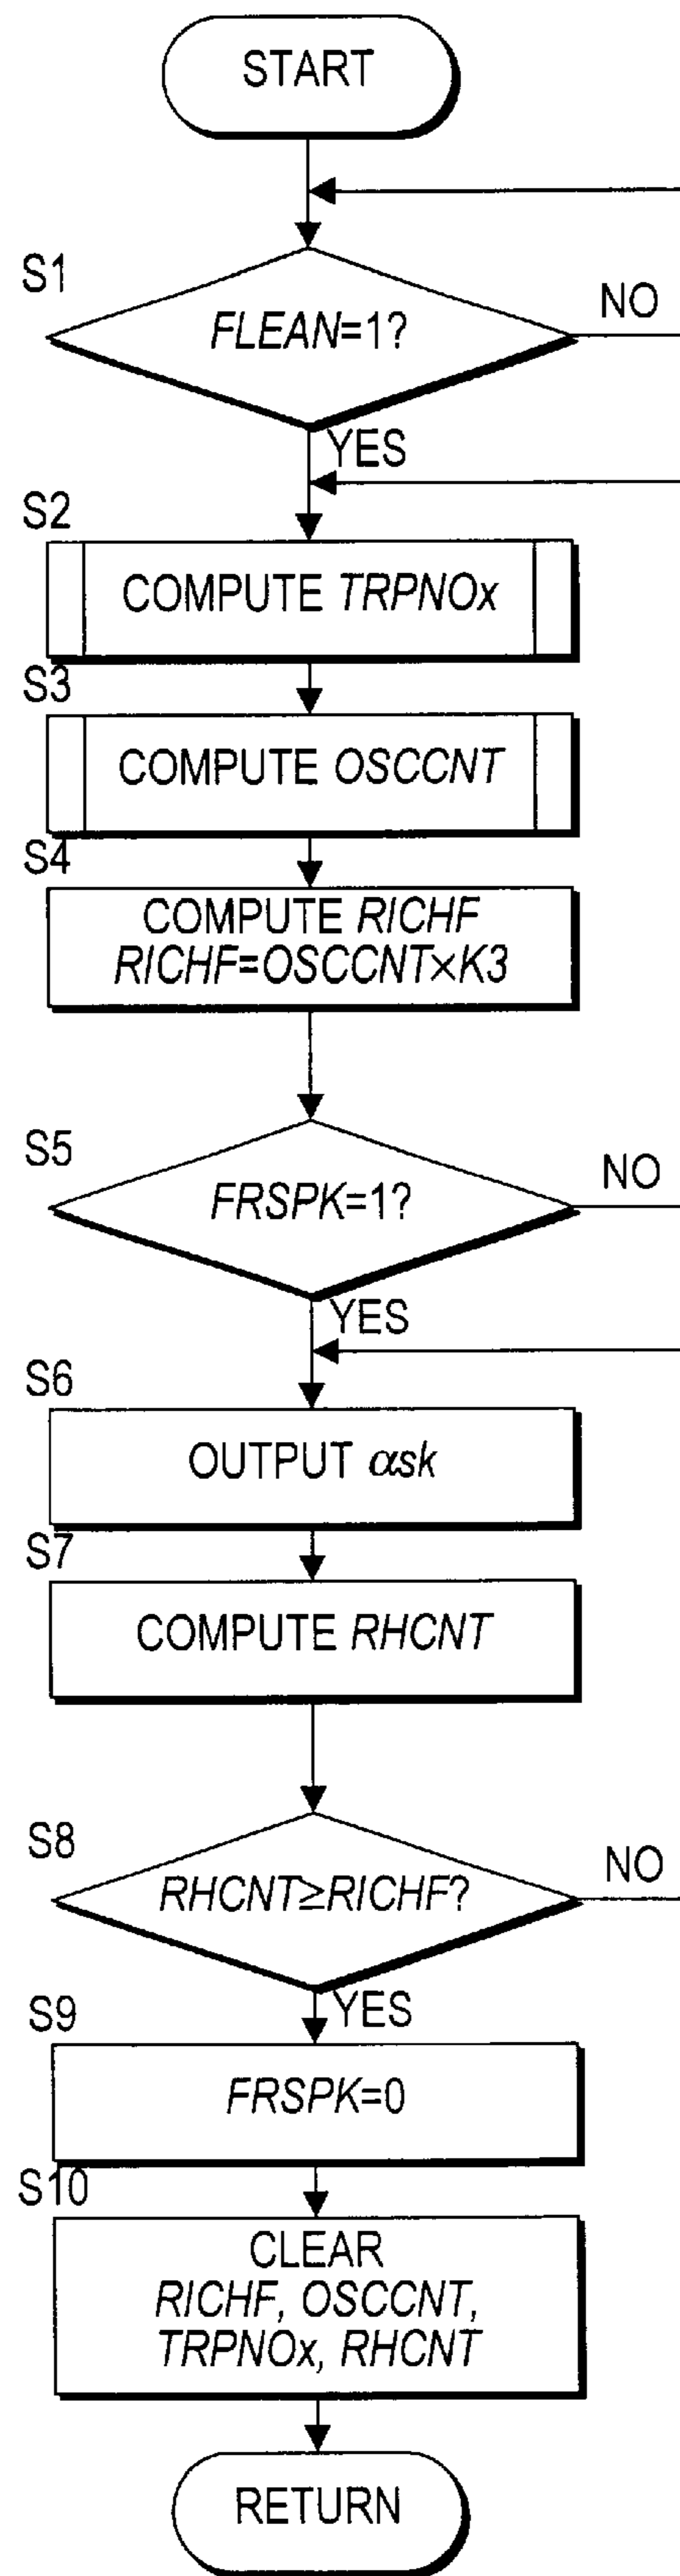 START
S1
FLEAN=1?
NO
YES
S2
COMPUTE TRPNOx
S3
COMPUTE OSCCNT
S4
COMPUTE RICHF
RICHF=OSCCNT×K3
S5
FRSPK=1?
NO
YES
S6
OUTPUT αsk
S7
COMPUTE RHCNT
S8
RHCNT≥RICHF?
NO
YES
S9
FRSPK=0
S10
CLEAR
RICHF, OSCCNT,
TRPNOx, RHCNT
RETURN